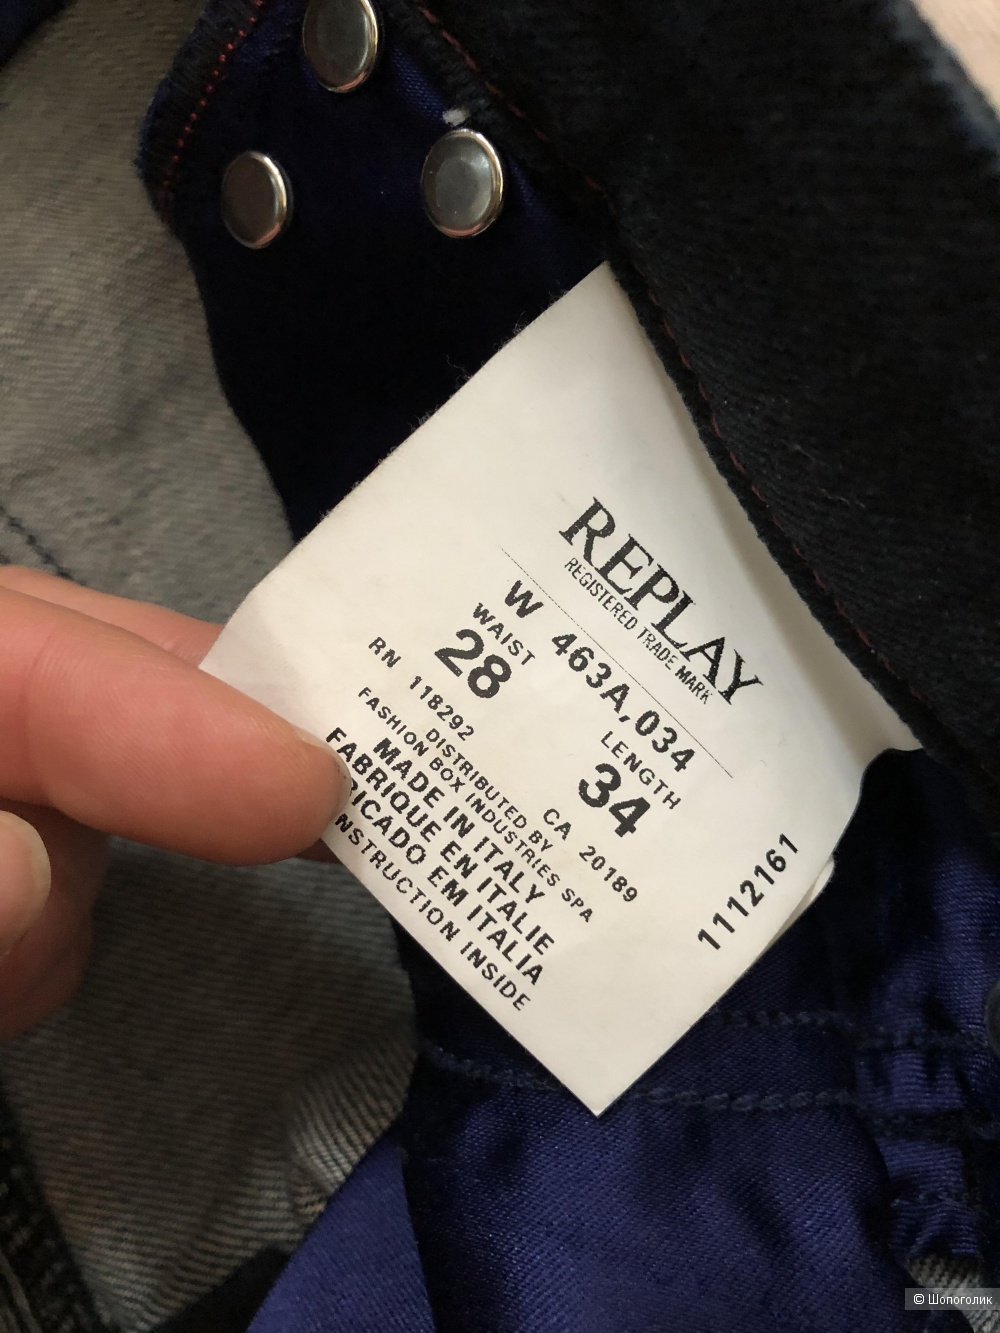 REPLAY
REGISTERED TRADE MARK
W 463A,034
WAIST LENGTH
28 34
RN 118292 CA 20189
DISTRIBUTED BY
FASHION BOX INDUSTRIES SPA
MADE IN ITALY
FABRIQUE EN ITALIE
RICADO EM ITALIA
NSTRUCTION INSIDE
1112161
© Шопоголик